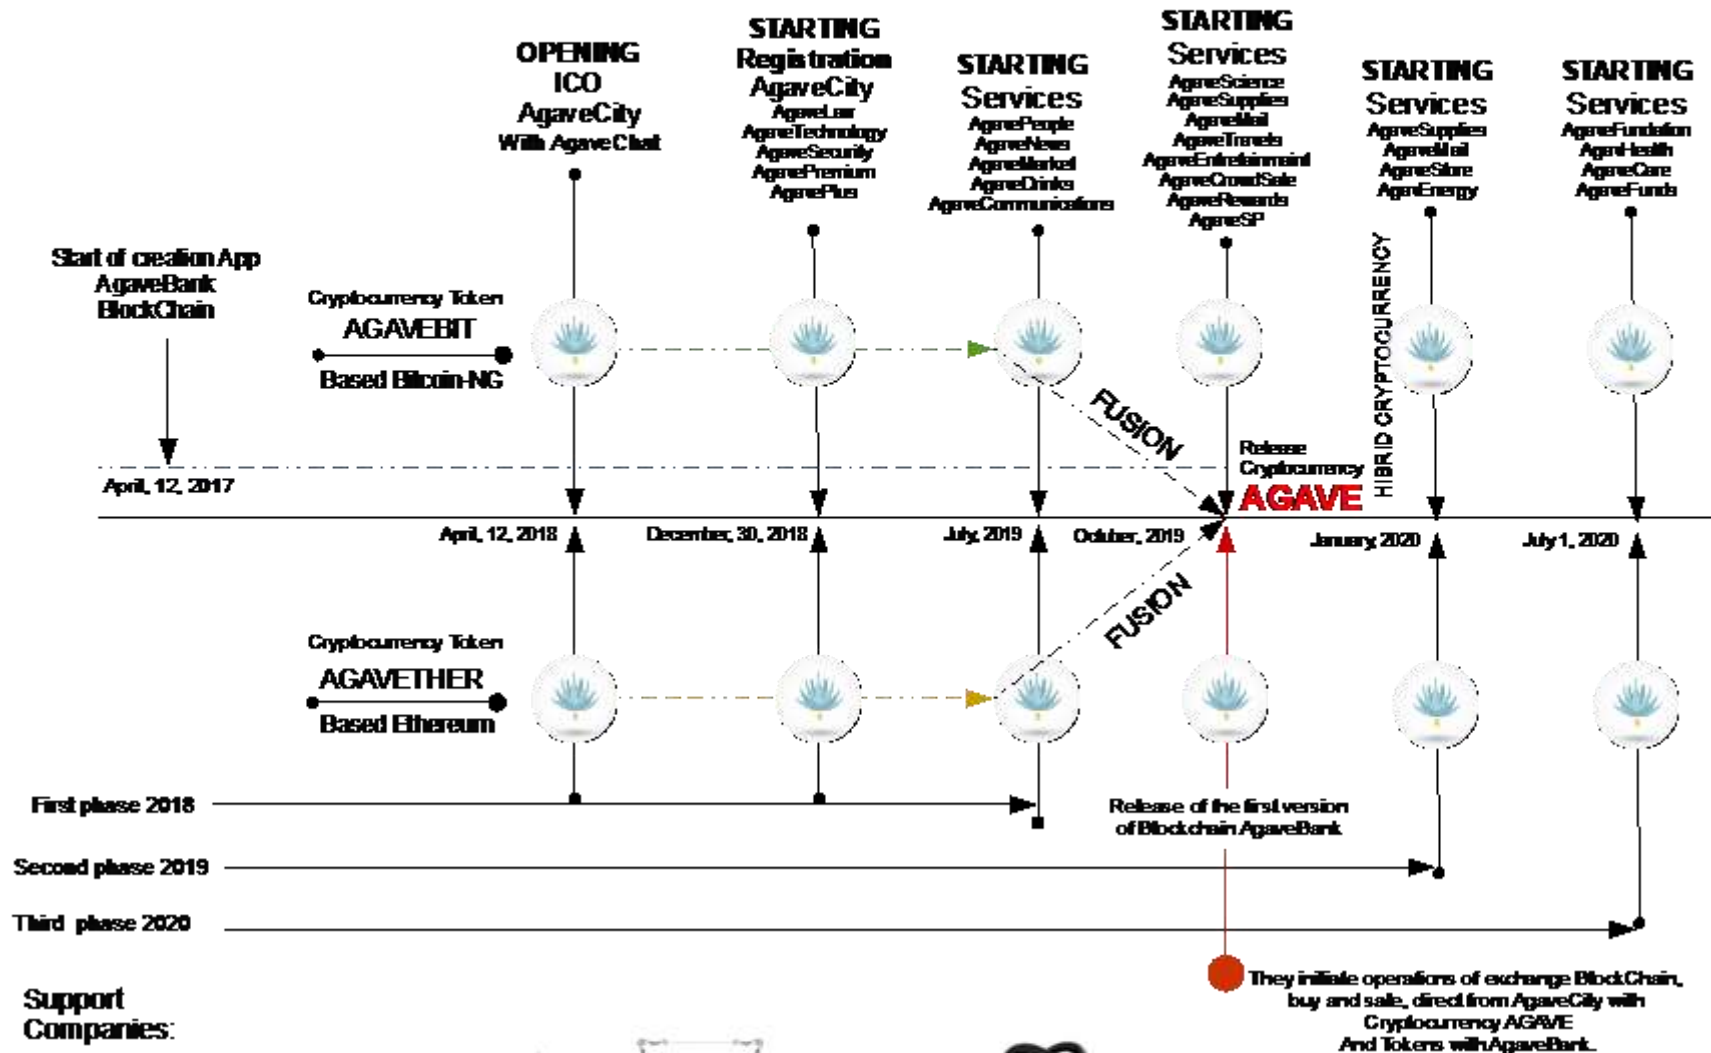 OPENING
ICO
AgaveCity
With AgaveChat
STARTING
Registration
AgaveCity
AgaveLaw
AgaveTechnology
AgaveSecurity
AgavePremium
AgavePlus
STARTING
Services
AgavePeople
AgaveNews
AgaveMarket
AgaveDrinks
AgaveCommunications
STARTING
Services
AgaveScience
AgaveSupplies
AgaveMail
AgaveTravels
AgaveEntretainmaint
AgaveCrowdSale
AgaveRewards
AgaveSP
STARTING
Services
AgaveSupplies
AgaveMail
AgaveStore
AgavEnergy
STARTING
Services
AgaveFundation
AgavHealth
AgaveCare
AgaveFunds
Start of creation App
AgaveBank
BlockChain
Cryptocurrency Token
AGAVEBIT
Based Bitcoin-NG
FUSION
HIBRID CRYPTOCURRENCY
Release
Cryptocurrency
AGAVE
April, 12, 2017
April, 12, 2018
December, 30, 2018
July, 2019
October, 2019
January, 2020
July 1, 2020
FUSION
Cryptocurrency Token
AGAVETHER
Based Ethereum
First phase 2018
Release of the first version
of Blockchain AgaveBank
Second phase 2019
Third phase 2020
They initiate operations of exchange BlockChain,
buy and sale, direct from AgaveCity with
Cryptocurrency AGAVE
And Tokens with AgaveBank.
Support
Companies: